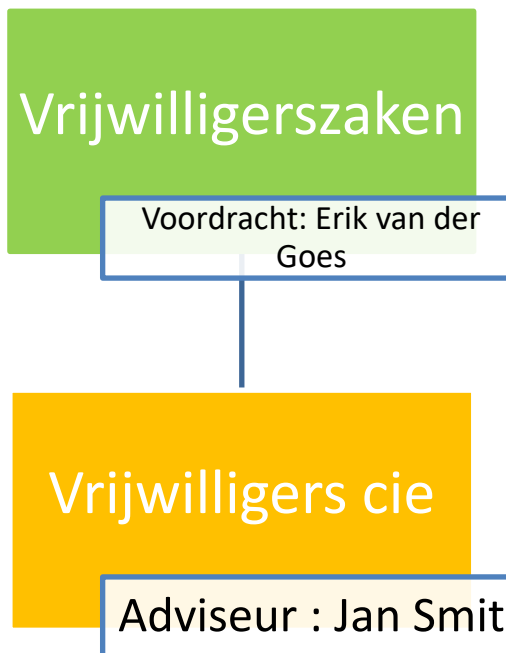 Vrijwilligerszaken
Voordracht: Erik van der
Goes
Vrijwilligers cie
Adviseur : Jan Smit